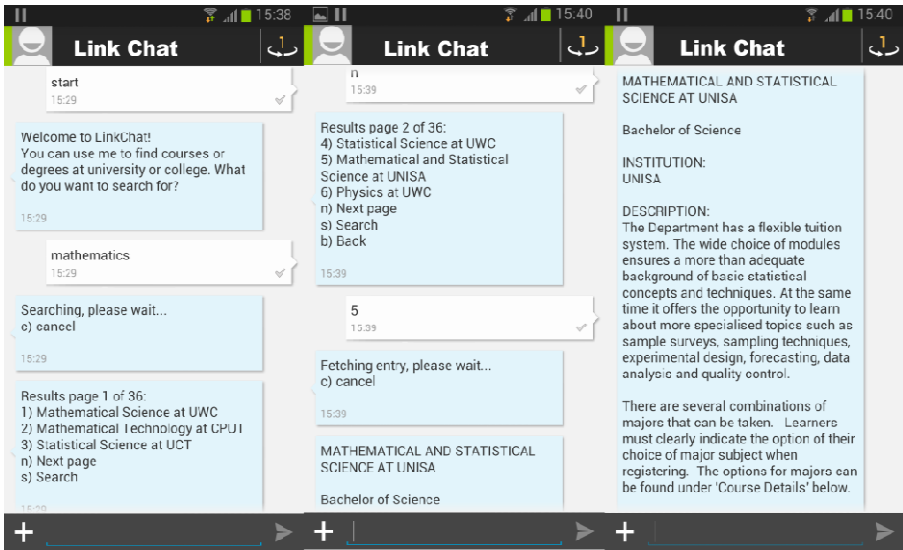 15:38
Link Chat
1
start
15:29
Welcome to LinkChat!
You can use me to find courses or
degrees at university or college. What
do you want to search for?
15:29
mathematics
15:29
Searching, please wait...
c) cancel
15:29
Results page 1 of 36:
1) Mathematical Science at UWC
2) Mathematical Technology at CPUT
3) Statistical Science at UCT
n) Next page
s) Search
15:29
15:40
Link Chat
1
n
15:39
Results page 2 of 36:
4) Statistical Science at UWC
5) Mathematical and Statistical
Science at UNISA
6) Physics at UWC
n) Next page
s) Search
b) Back
15:39
5
15:39
Fetching entry, please wait...
c) cancel
15:39
MATHEMATICAL AND STATISTICAL
SCIENCE AT UNISA
Bachelor of Science
15:40
Link Chat
1
MATHEMATICAL AND STATISTICAL
SCIENCE AT UNISA
Bachelor of Science
INSTITUTION:
UNISA
DESCRIPTION:
The Department has a flexible tuition
system. The wide choice of modules
ensures a more than adequate
background of basic statistical
concepts and techniques. At the same
time it offers the opportunity to learn
about more specialised topics such as
sample surveys, sampling techniques,
experimental design, forecasting, data
analysis and quality control.
There are several combinations of
majors that can be taken. Learners
must clearly indicate the option of their
choice of major subject when
registering. The options for majors can
be found under 'Course Details' below.